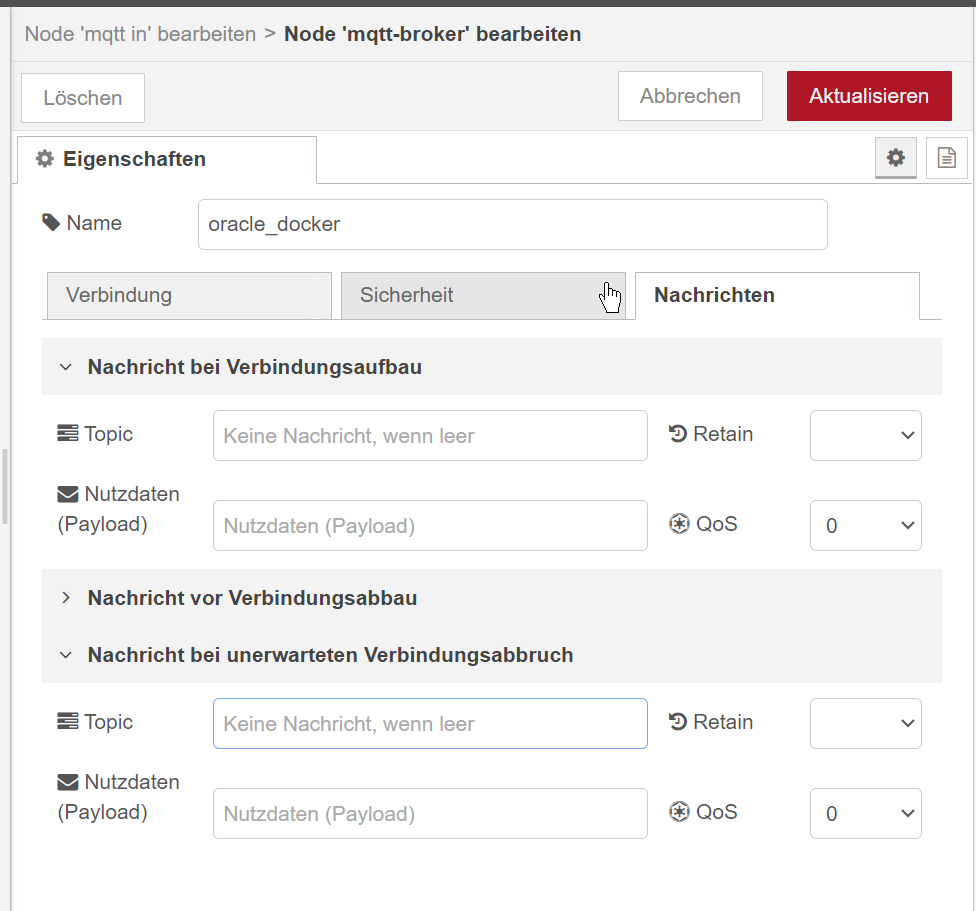 Node 'mqtt in' bearbeiten > Node 'mqtt-broker' bearbeiten
Löschen Abbrechen Aktualisieren
Eigenschaften
Name oracle_docker
Verbindung Sicherheit Nachrichten
Nachricht bei Verbindungsaufbau
Topic Keine Nachricht, wenn leer Retain
Nutzdaten
(Payload) Nutzdaten (Payload) QoS 0
Nachricht vor Verbindungsabbau
Nachricht bei unerwarteten Verbindungsabbruch
Topic Keine Nachricht, wenn leer Retain
Nutzdaten
(Payload) Nutzdaten (Payload) QoS 0